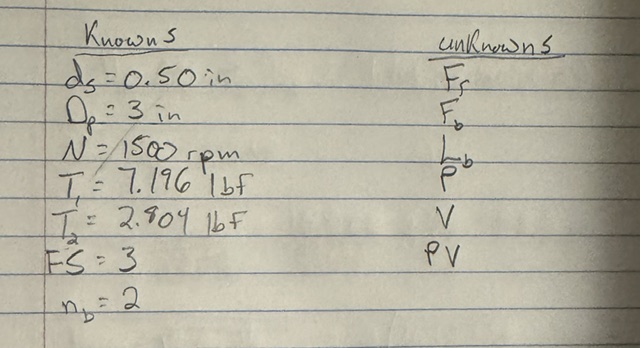 Knowns
ds = 0.50 in
Dp = 3 in
N = 1500 rpm
T1 = 7.196 lbf
T2 = 2.804 lbf
FS = 3
nb = 2
unknowns
Fs
Fb
Lb
P
V
PV